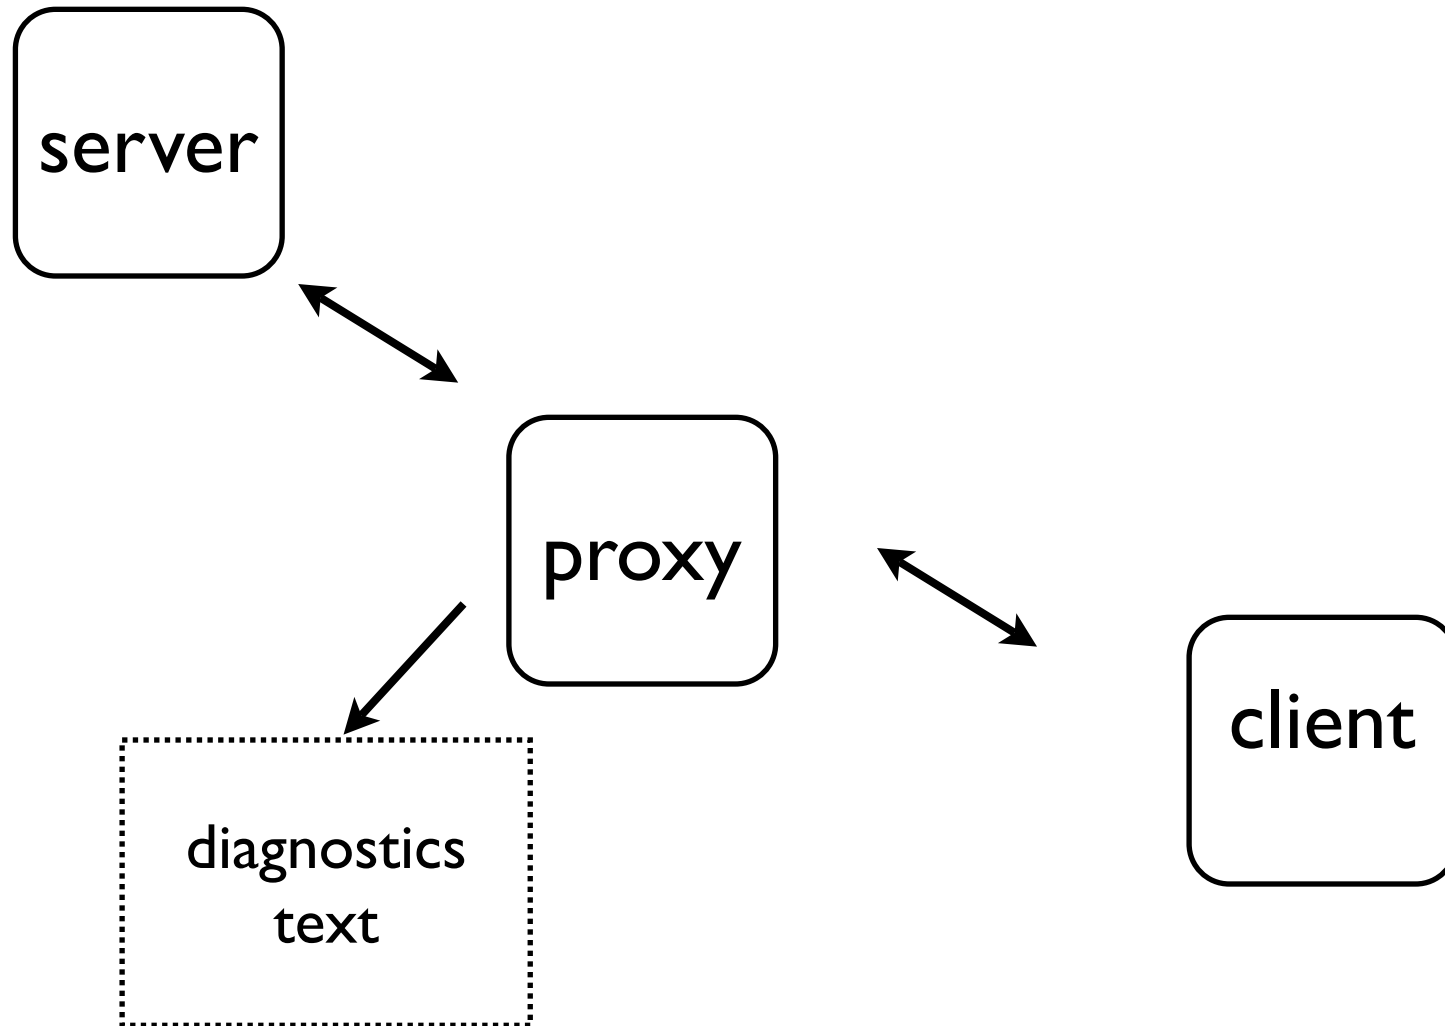 server
proxy
client
diagnostics
text